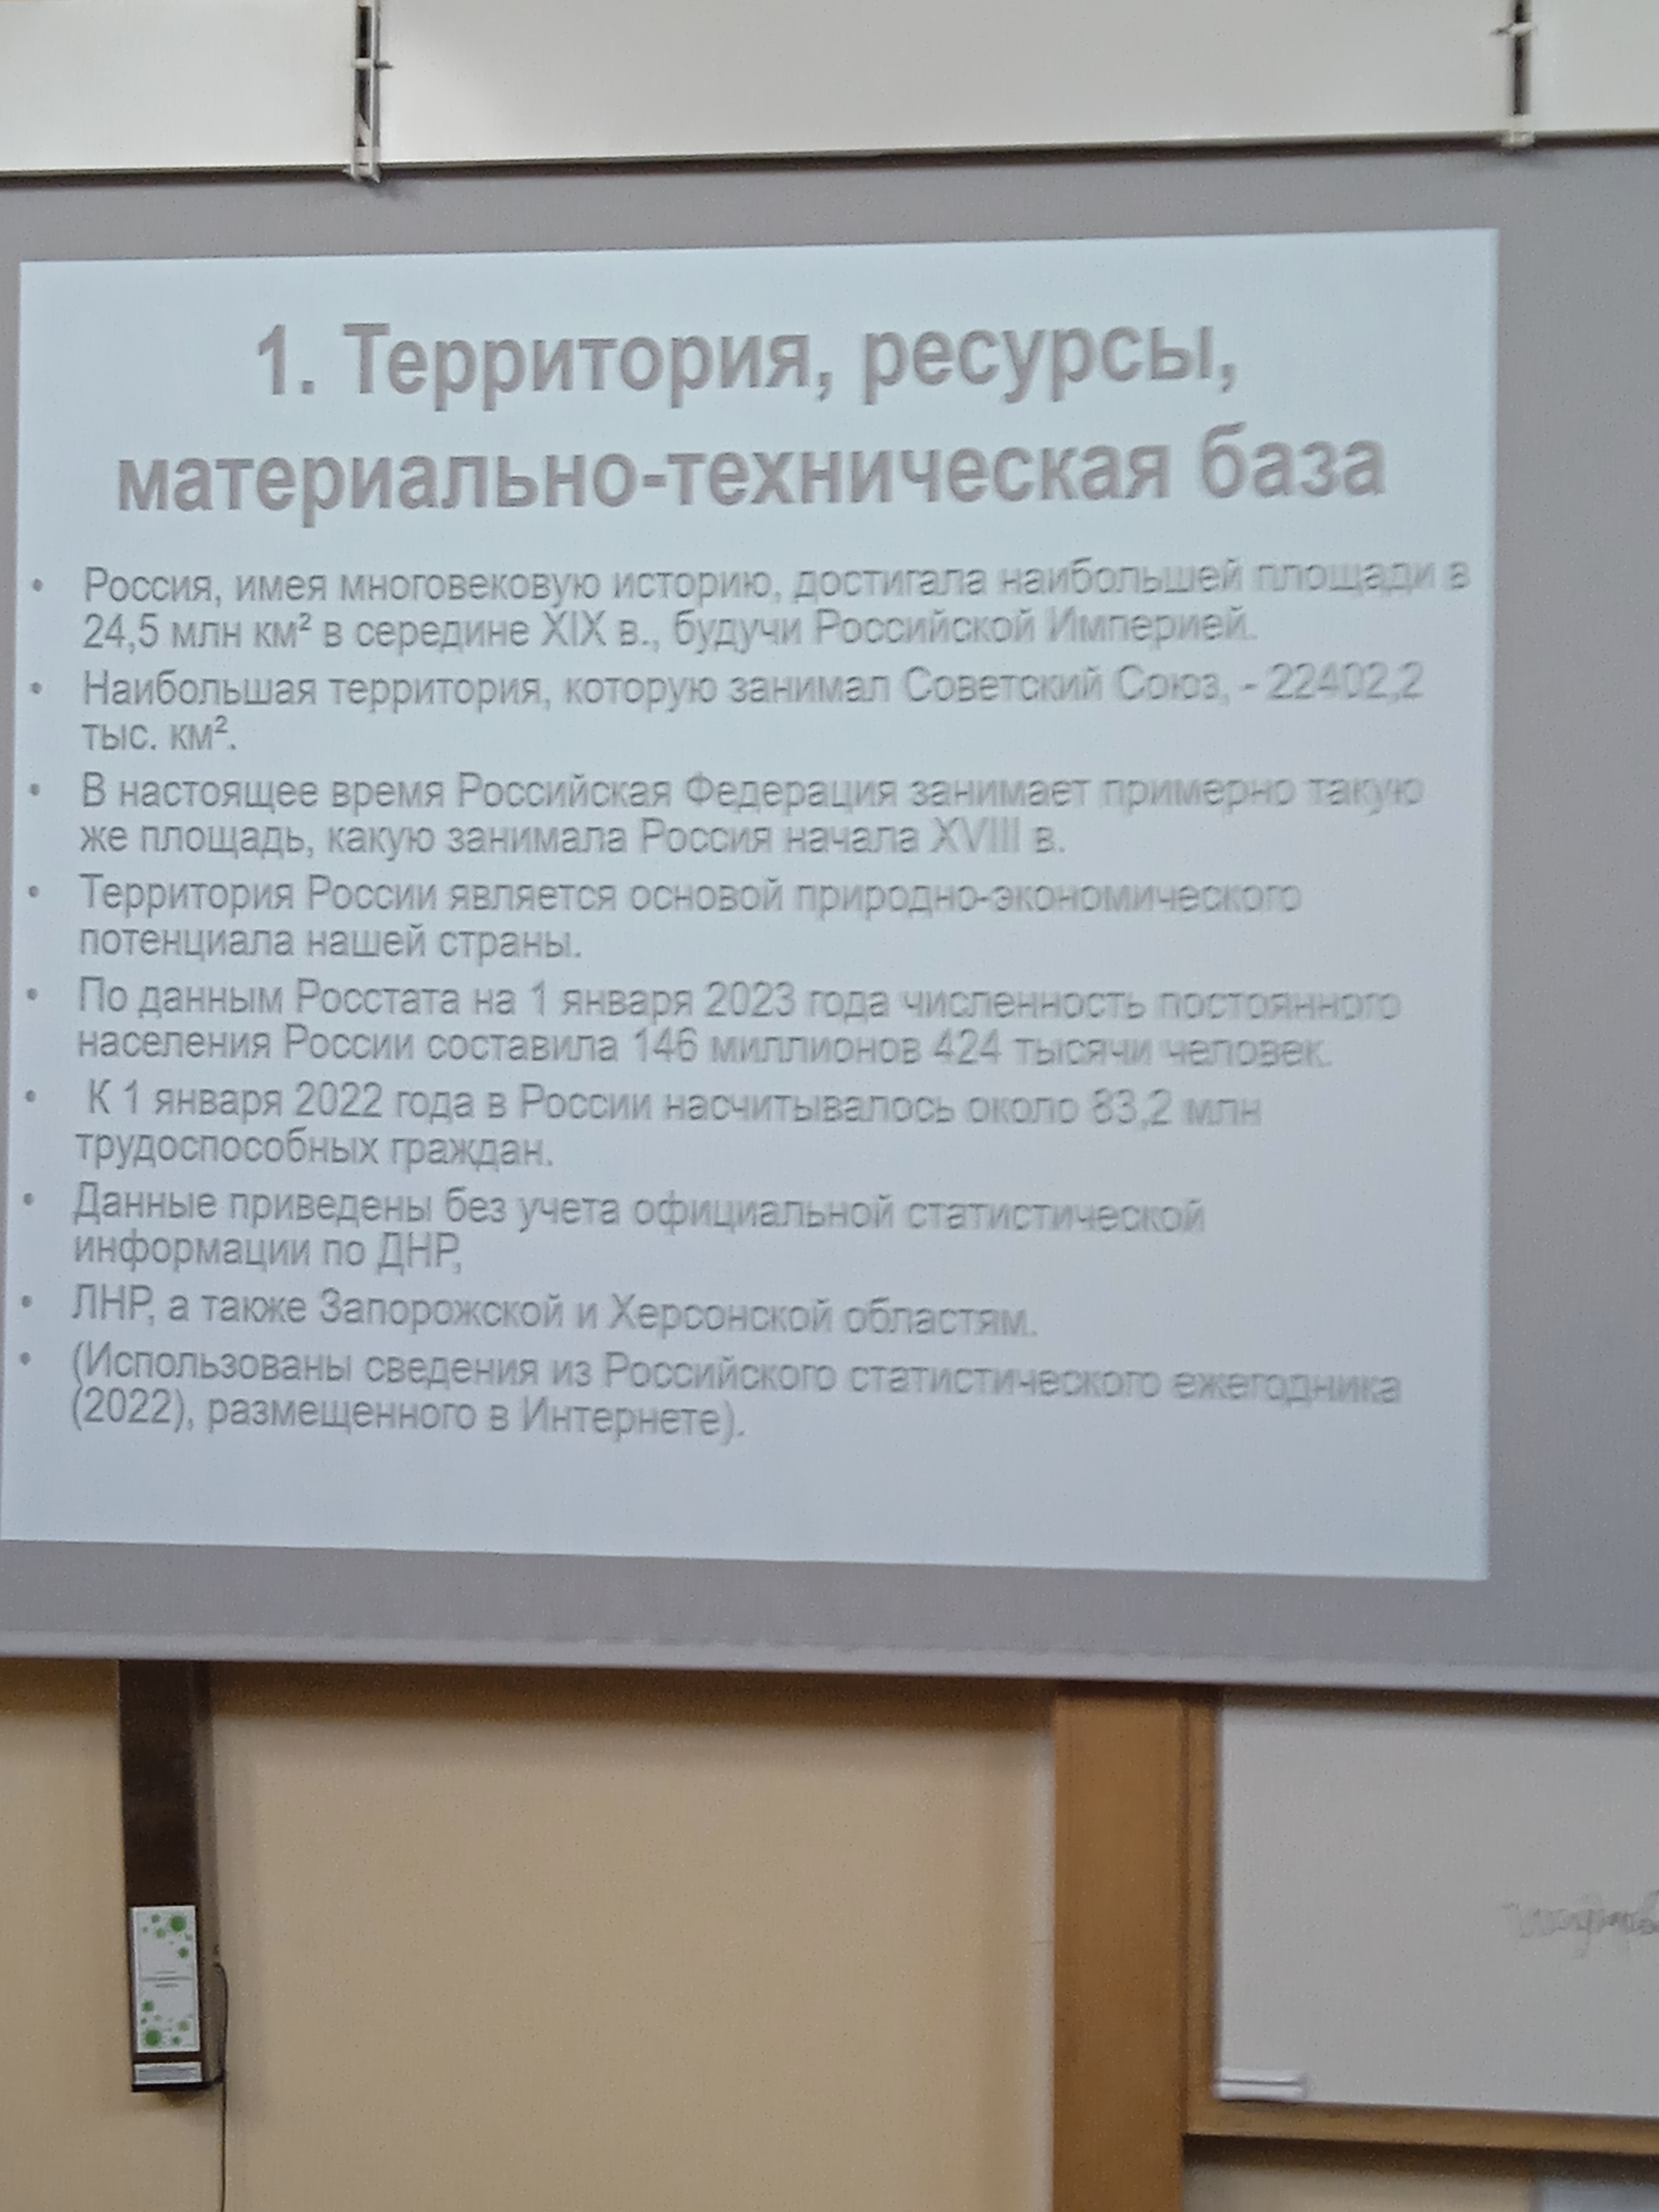 1. Территория, ресурсы,
материально-техническая база
• Россия, имея многовековую историю, достигала наибольшей площади в
24,5 млн км² в середине XIX в., будучи Российской Империей.
• Наибольшая территория, которую занимал Советский Союз, - 22402,2
тыс. км².
• В настоящее время Российская Федерация занимает примерно такую
же площадь, какую занимала Россия начала XVIII в.
• Территория России является основой природно-экономического
потенциала нашей страны.
• По данным Росстата на 1 января 2023 года численность постоянного
населения России составила 146 миллионов 424 тысячи человек.
• К 1 января 2022 года в России насчитывалось около 83,2 млн
трудоспособных граждан.
• Данные приведены без учета официальной статистической
информации по ДНР,
• ЛНР, а также Запорожской и Херсонской областям.
• (Использованы сведения из Российского статистического ежегодника
(2022), размещенного в Интернете).